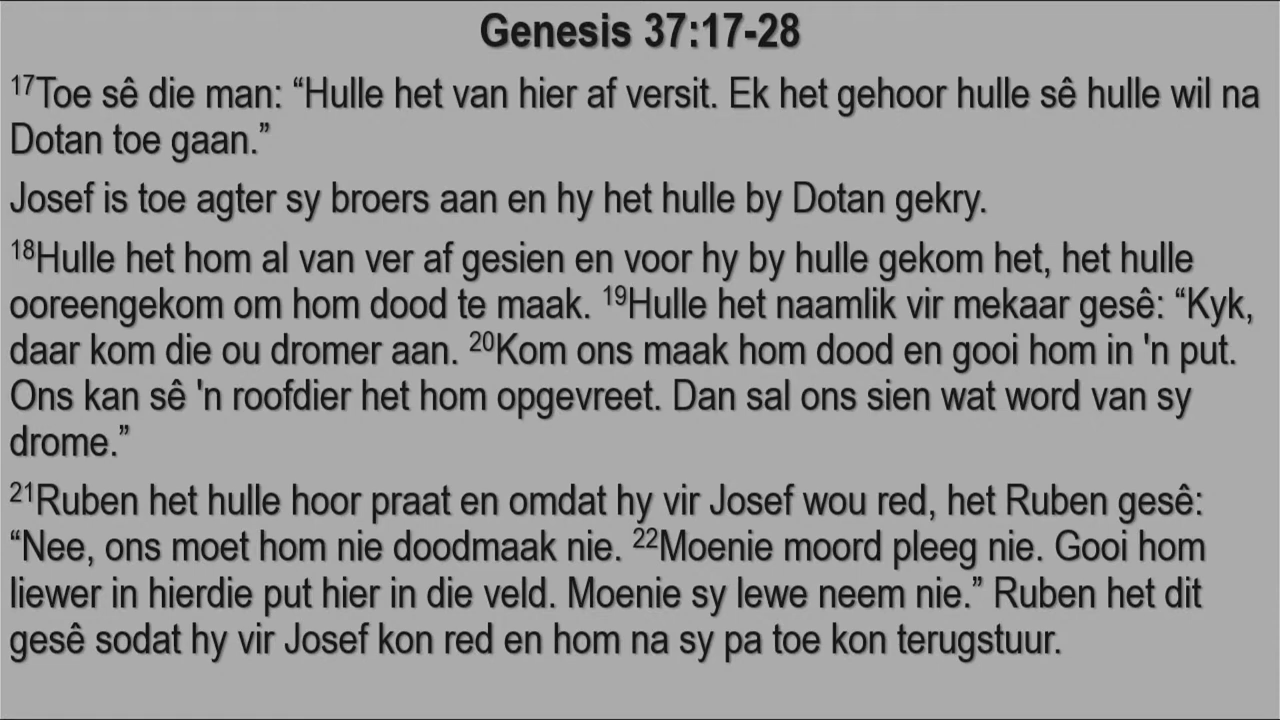 Genesis 37:17-28
17Toe sê die man: “Hulle het van hier af versit. Ek het gehoor hulle sê hulle wil na
Dotan toe gaan.”
Josef is toe agter sy broers aan en hy het hulle by Dotan gekry.
18Hulle het hom al van ver af gesien en voor hy by hulle gekom het, het hulle
ooreengekom om hom dood te maak. 19Hulle het naamlik vir mekaar gesê: “Kyk,
daar kom die ou dromer aan. 20Kom ons maak hom dood en gooi hom in 'n put.
Ons kan sê 'n roofdier het hom opgevreet. Dan sal ons sien wat word van sy
drome.”
21Ruben het hulle hoor praat en omdat hy vir Josef wou red, het Ruben gesê:
“Nee, ons moet hom nie doodmaak nie. 22Moenie moord pleeg nie. Gooi hom
liewer in hierdie put hier in die veld. Moenie sy lewe neem nie.” Ruben het dit
gesê sodat hy vir Josef kon red en hom na sy pa toe kon terugstuur.